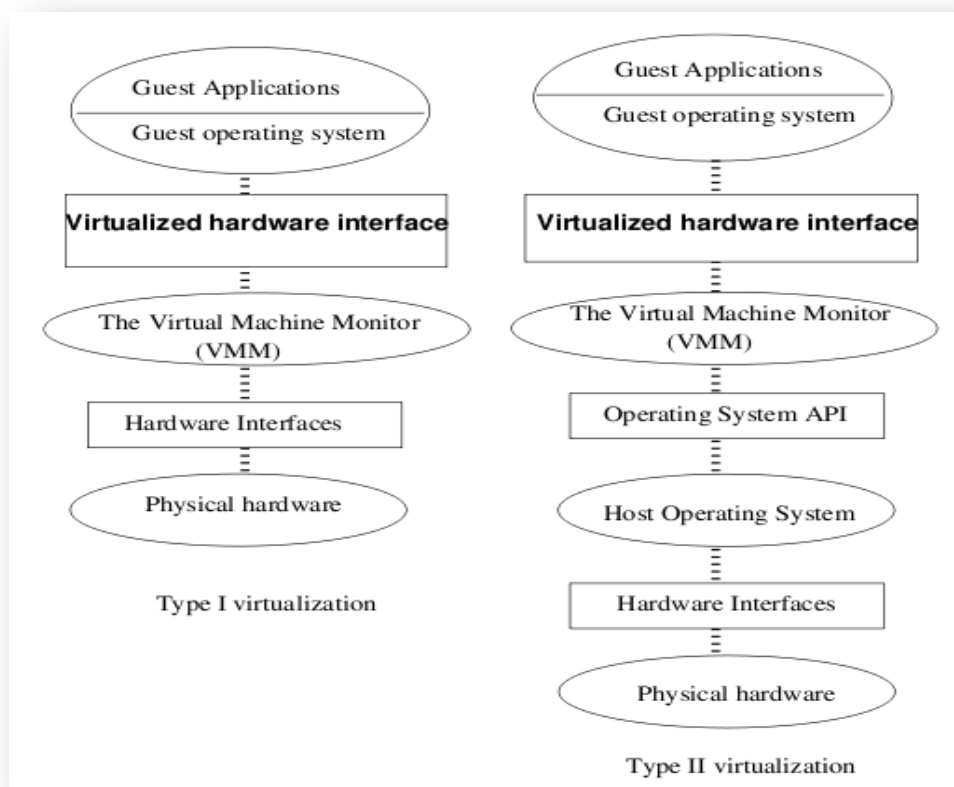 Guest Applications
Guest operating system
Virtualized hardware interface
The Virtual Machine Monitor
(VMM)
Hardware Interfaces
Physical hardware
Type I virtualization
Guest Applications
Guest operating system
Virtualized hardware interface
The Virtual Machine Monitor
(VMM)
Operating System API
Host Operating System
Hardware Interfaces
Physical hardware
Type II virtualization